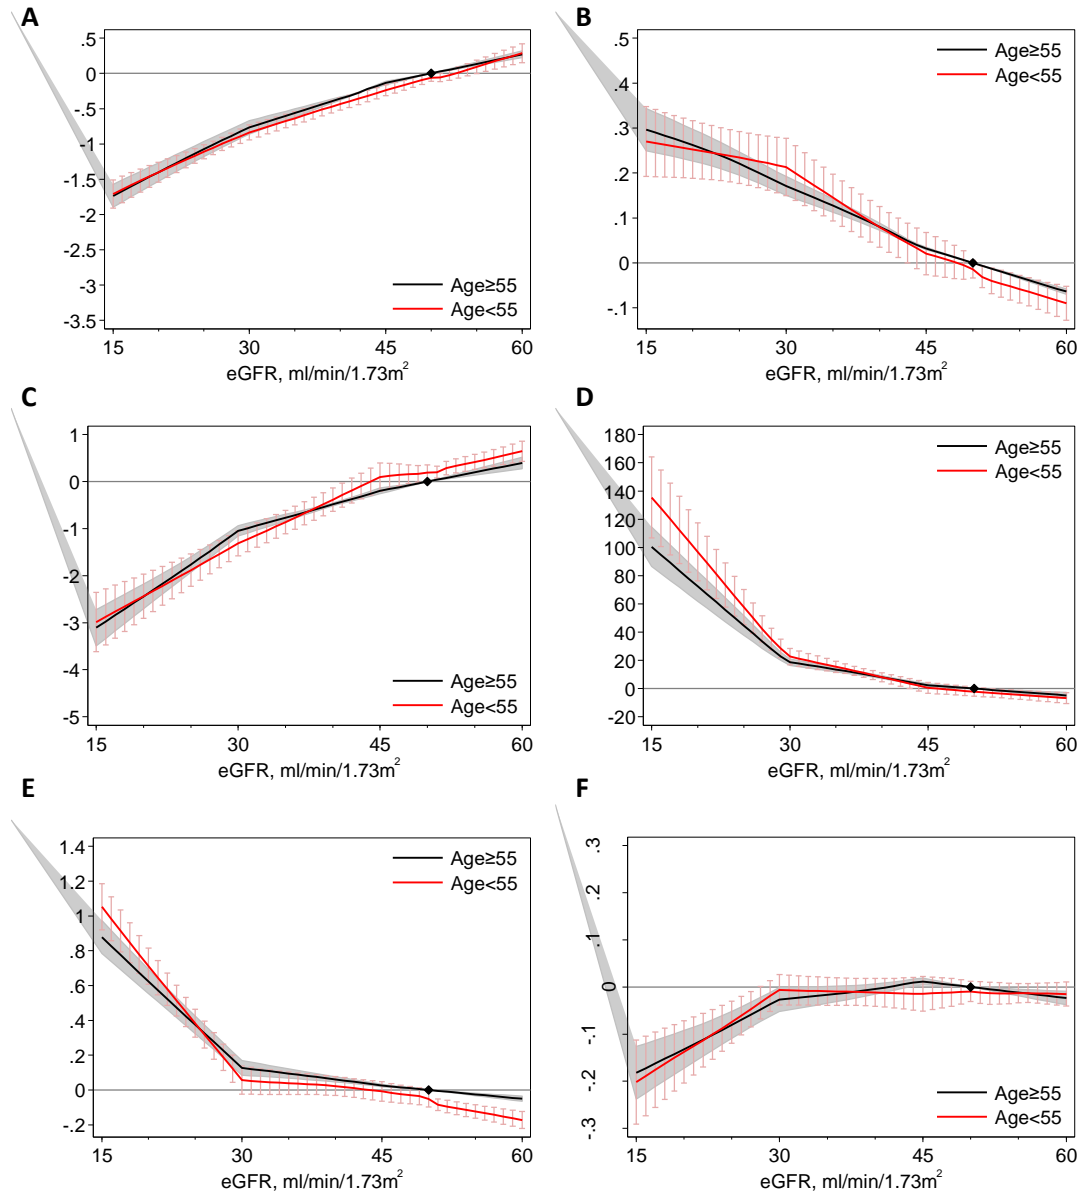 A
.5
0
-.5
-1
-1.5
-2
-2.5
-3
-3.5
Age≥55
Age<55
15 30 45 60
eGFR, ml/min/1.73m²
B
.5
.4
.3
.2
.1
0
-.1
Age≥55
Age<55
15 30 45 60
eGFR, ml/min/1.73m²
C
1
0
-1
-2
-3
-4
-5
Age≥55
Age<55
15 30 45 60
eGFR, ml/min/1.73m²
D
180
160
140
120
100
80
60
40
20
0
-20
Age≥55
Age<55
15 30 45 60
eGFR, ml/min/1.73m²
E
1.4
1.2
1
.8
.6
.4
.2
0
-.2
Age≥55
Age<55
15 30 45 60
eGFR, ml/min/1.73m²
F
.3
.2
.1
0
-.1
-.2
-.3
Age≥55
Age<55
15 30 45 60
eGFR, ml/min/1.73m²